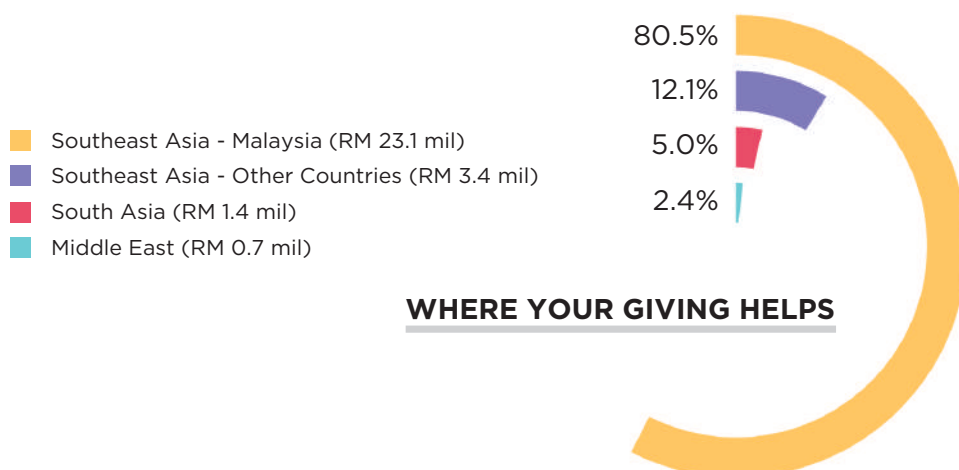 80.5%
12.1%
5.0%
2.4%
Southeast Asia - Malaysia (RM 23.1 mil)
Southeast Asia - Other Countries (RM 3.4 mil)
South Asia (RM 1.4 mil)
Middle East (RM 0.7 mil)
WHERE YOUR GIVING HELPS